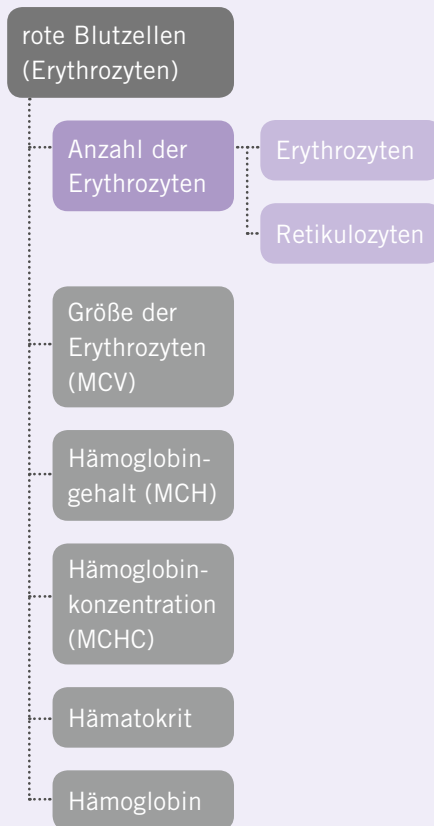 rote Blutzellen
(Erythrozyten)
Anzahl der
Erythrozyten
Erythrozyten
Retikulozyten
Größe der
Erythrozyten
(MCV)
Hämoglobin-
gehalt (MCH)
Hämoglobin-
konzentration
(MCHC)
Hämatokrit
Hämoglobin